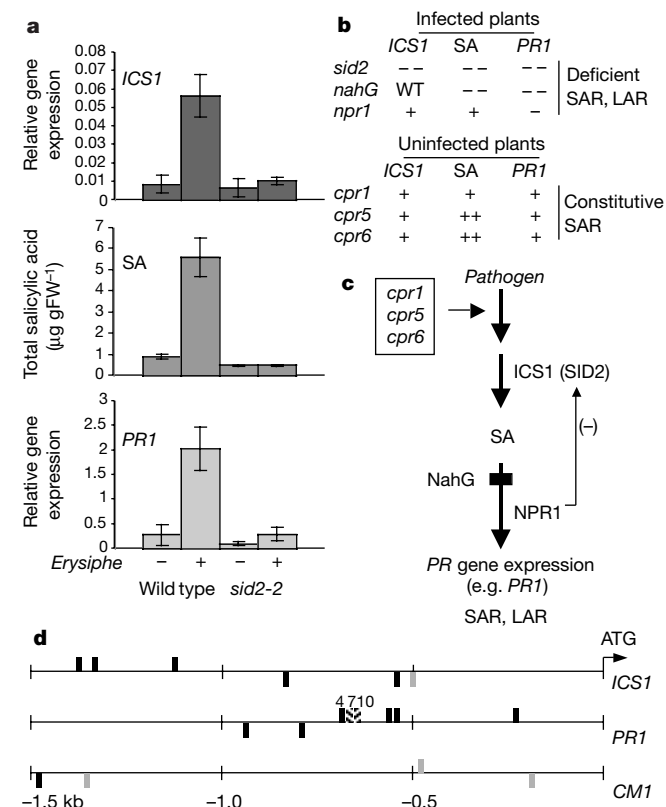 a
0.08
0.07
0.06
0.05
0.04
0.03
0.02
0.01
0
ICS1
Relative gene
expression
7
6
5
4
3
2
1
0
SA
Total salicylic acid
(μg gFW⁻¹)
3
2.5
2
1.5
1
0.5
0
PR1
Relative gene
expression
Erysiphe – + – +
Wild type sid2-2
b
Infected plants
ICS1 SA PR1
sid2 – – – – – –
nahG WT – – – –
npr1 + + –
Deficient
SAR, LAR
Uninfected plants
ICS1 SA PR1
cpr1 + + +
cpr5 + ++ +
cpr6 + ++ +
Constitutive
SAR
c
cpr1
cpr5
cpr6
Pathogen
ICS1 (SID2)
(–)
SA
NahG
NPR1
PR gene expression
(e.g. PR1)
SAR, LAR
d
ATG
ICS1
4 710
PR1
CM1
–1.5 kb –1.0 –0.5